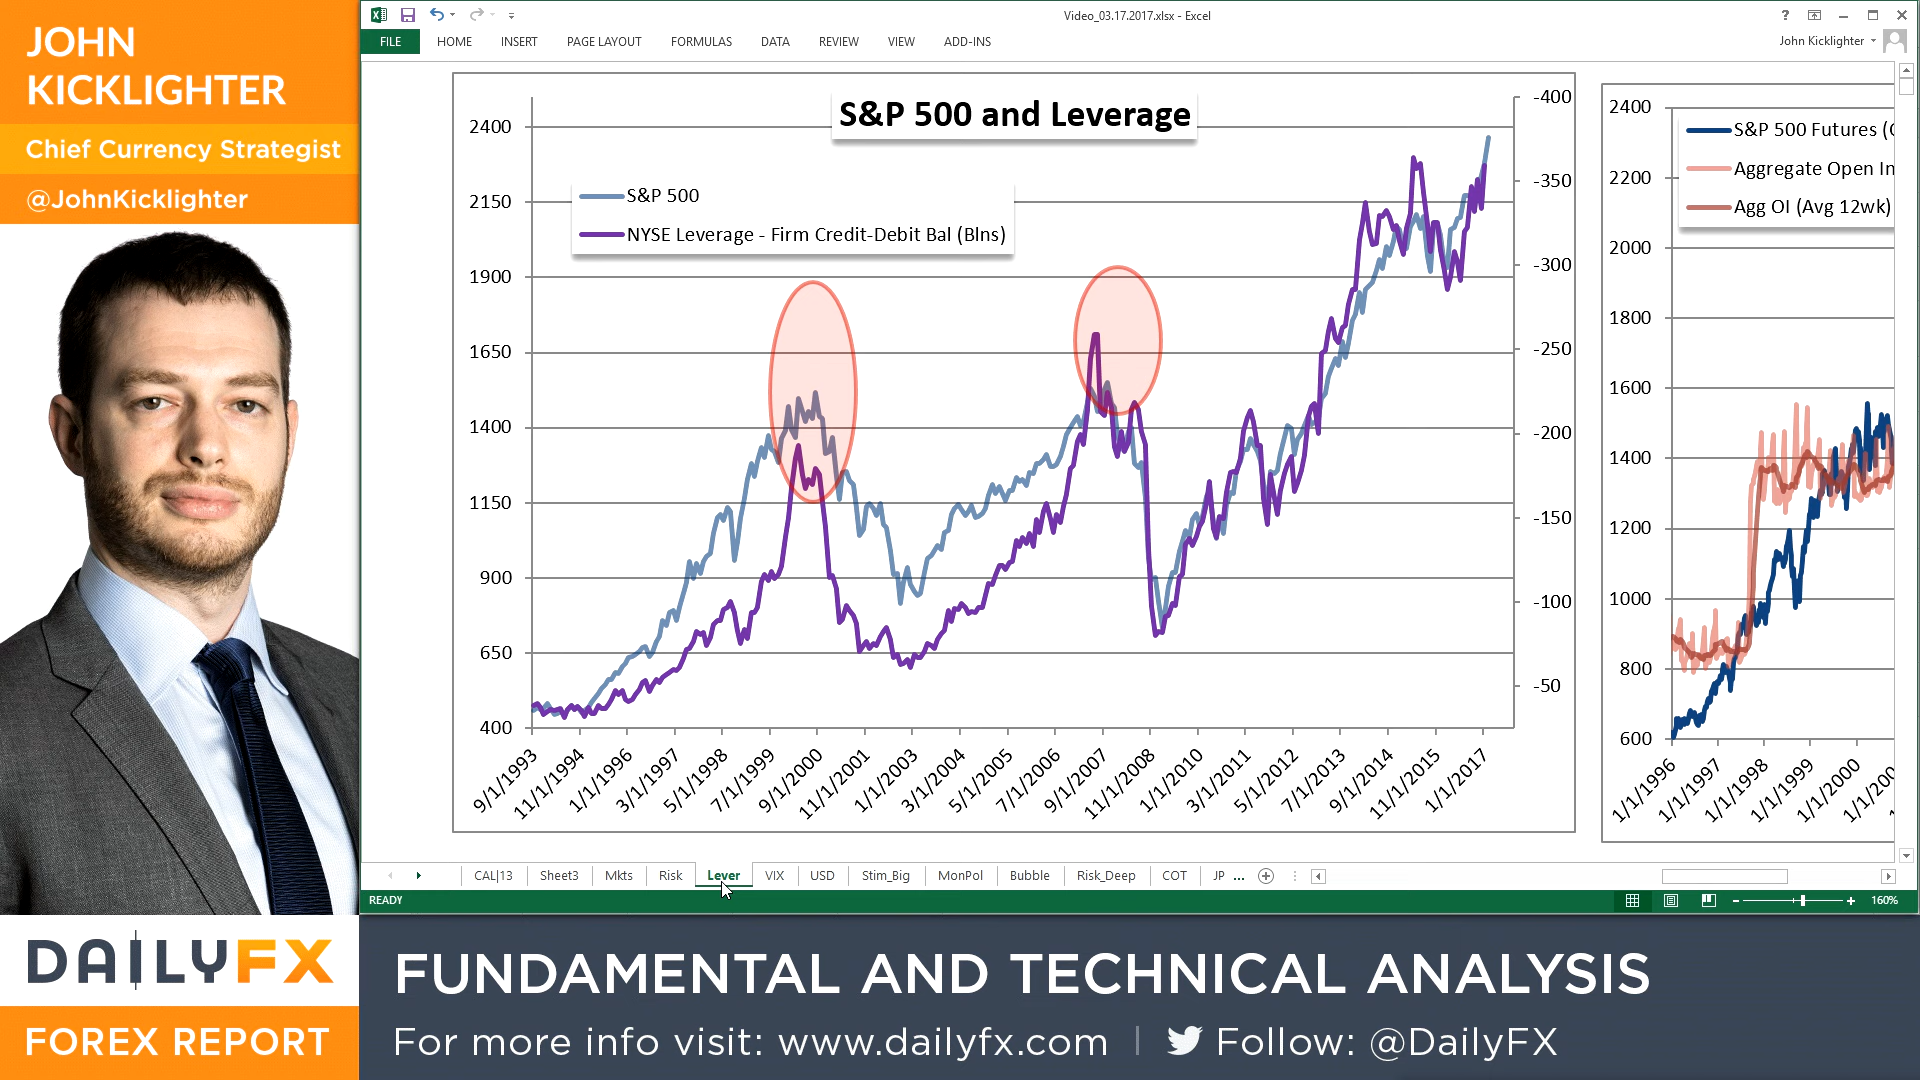 JOHN
KICKLIGHTER
Chief Currency Strategist
@JohnKicklighter
Video_03.17.2017.xlsx - Excel
FILE HOME INSERT PAGE LAYOUT FORMULAS DATA REVIEW VIEW ADD-INS
John Kicklighter
S&P 500 and Leverage
S&P 500
NYSE Leverage - Firm Credit-Debit Bal (Blns)
2400
2150
1900
1650
1400
1150
900
650
400
-400
-350
-300
-250
-200
-150
-100
-50
9/1/1993
11/1/1994
1/1/1996
3/1/1997
5/1/1998
7/1/1999
9/1/2000
11/1/2001
1/1/2003
3/1/2004
5/1/2005
7/1/2006
9/1/2007
11/1/2008
1/1/2010
3/1/2011
5/1/2012
7/1/2013
9/1/2014
11/1/2015
1/1/2017
S&P 500 Futures (
Aggregate Open In
Agg OI (Avg 12wk)
2400
2200
2000
1800
1600
1400
1200
1000
800
600
1/1/1996
1/1/1997
1/1/1998
1/1/1999
1/1/2000
CAL|13 Sheet3 Mkts Risk Lever VIX USD Stim_Big MonPol Bubble Risk_Deep COT JP ...
READY
160%
DAILYFX
FOREX REPORT
FUNDAMENTAL AND TECHNICAL ANALYSIS
For more info visit: www.dailyfx.com | Follow: @DailyFX